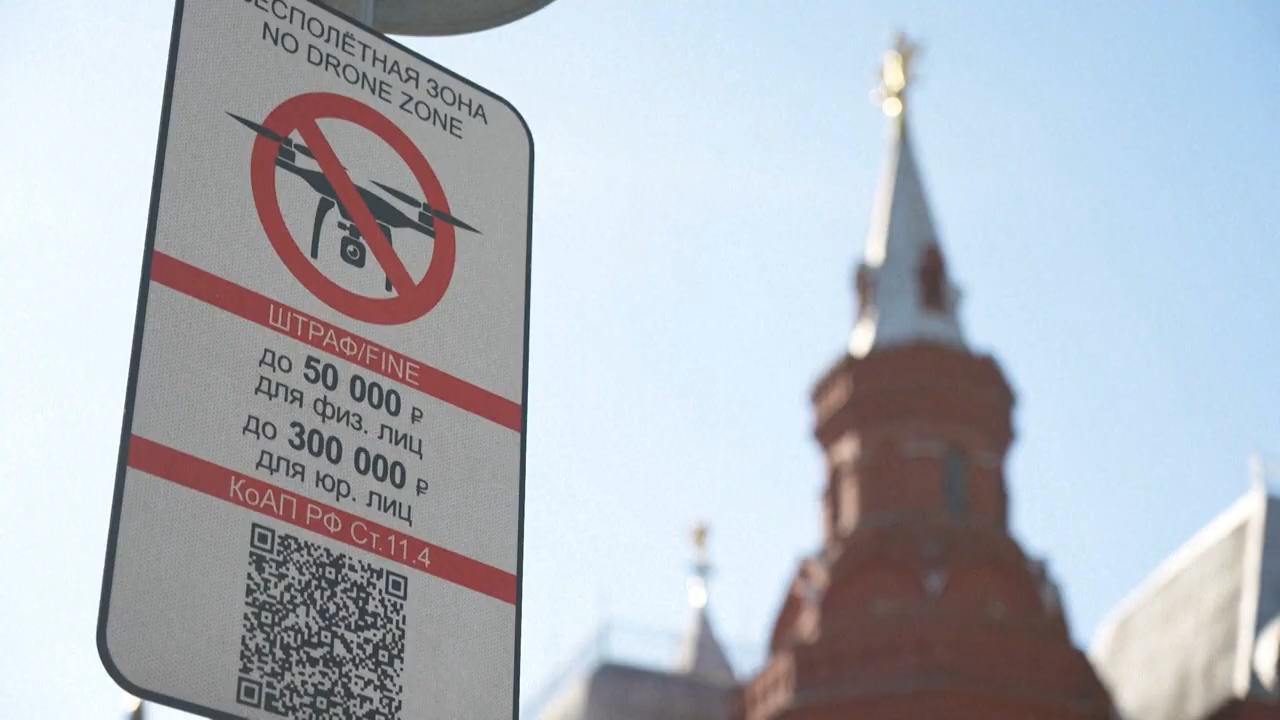 БЕСПОЛЁТНАЯ ЗОНА
NO DRONE ZONE
ШТРАФ/FINE
до 50 000 ₽
для физ. лиц
до 300 000 ₽
для юр. лиц
КоАП РФ Ст.11.4